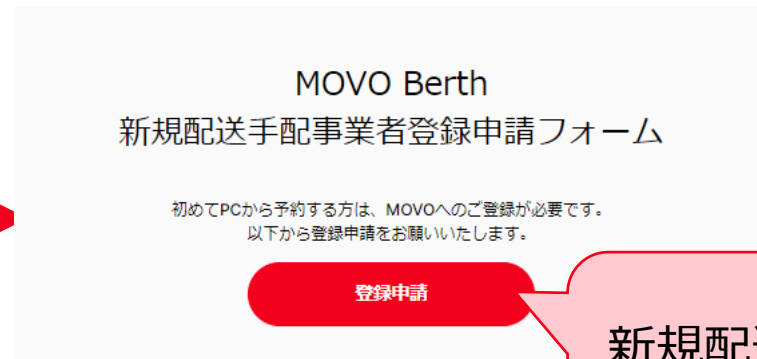 MOVO Berth
新規配送手配事業者登録申請フォーム
初めてPCから予約する方は、MOVOへのご登録が必要です。
以下から登録申請をお願いいたします。
登録申請
新規配